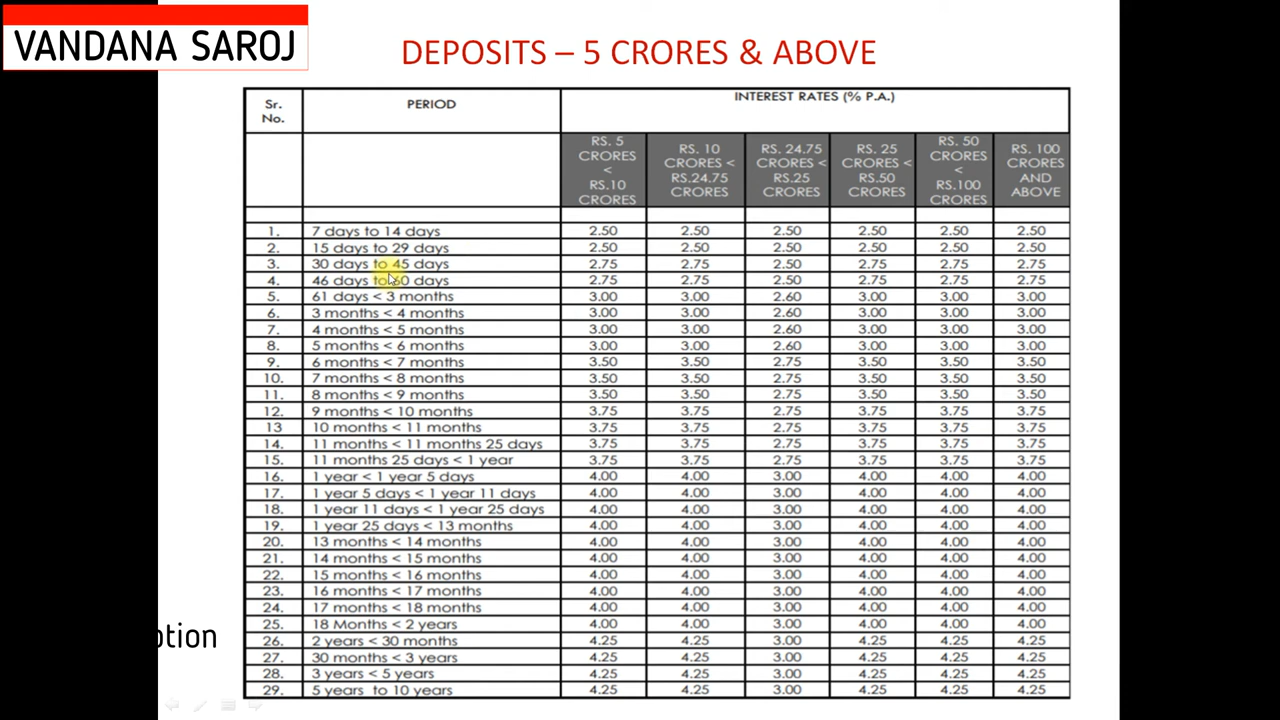 VANDANA SAROJ
DEPOSITS – 5 CRORES & ABOVE
Sr. No. PERIOD INTEREST RATES (% P.A.)
RS. 5 CRORES < RS.10 CRORES RS. 10 CRORES < RS.24.75 CRORES RS. 24.75 CRORES < RS.25 CRORES RS. 25 CRORES < RS.50 CRORES RS. 50 CRORES < RS.100 CRORES RS. 100 CRORES AND ABOVE
1. 7 days to 14 days 2.50 2.50 2.50 2.50 2.50 2.50
2. 15 days to 29 days 2.50 2.50 2.50 2.50 2.50 2.50
3. 30 days to 45 days 2.75 2.75 2.50 2.75 2.75 2.75
4. 46 days to 60 days 2.75 2.75 2.50 2.75 2.75 2.75
5. 61 days < 3 months 3.00 3.00 2.60 3.00 3.00 3.00
6. 3 months < 4 months 3.00 3.00 2.60 3.00 3.00 3.00
7. 4 months < 5 months 3.00 3.00 2.60 3.00 3.00 3.00
8. 5 months < 6 months 3.00 3.00 2.60 3.00 3.00 3.00
9. 6 months < 7 months 3.50 3.50 2.75 3.50 3.50 3.50
10. 7 months < 8 months 3.50 3.50 2.75 3.50 3.50 3.50
11. 8 months < 9 months 3.50 3.50 2.75 3.50 3.50 3.50
12. 9 months < 10 months 3.75 3.75 2.75 3.75 3.75 3.75
13 10 months < 11 months 3.75 3.75 2.75 3.75 3.75 3.75
14. 11 months < 11 months 25 days 3.75 3.75 2.75 3.75 3.75 3.75
15. 11 months 25 days < 1 year 3.75 3.75 2.75 3.75 3.75 3.75
16. 1 year < 1 year 5 days 4.00 4.00 3.00 4.00 4.00 4.00
17. 1 year 5 days < 1 year 11 days 4.00 4.00 3.00 4.00 4.00 4.00
18. 1 year 11 days < 1 year 25 days 4.00 4.00 3.00 4.00 4.00 4.00
19. 1 year 25 days < 13 months 4.00 4.00 3.00 4.00 4.00 4.00
20. 13 months < 14 months 4.00 4.00 3.00 4.00 4.00 4.00
21. 14 months < 15 months 4.00 4.00 3.00 4.00 4.00 4.00
22. 15 months < 16 months 4.00 4.00 3.00 4.00 4.00 4.00
23. 16 months < 17 months 4.00 4.00 3.00 4.00 4.00 4.00
24. 17 months < 18 months 4.00 4.00 3.00 4.00 4.00 4.00
25. 18 Months < 2 years 4.00 4.00 3.00 4.00 4.00 4.00
26. 2 years < 30 months 4.25 4.25 3.00 4.25 4.25 4.25
27. 30 months < 3 years 4.25 4.25 3.00 4.25 4.25 4.25
28. 3 years < 5 years 4.25 4.25 3.00 4.25 4.25 4.25
29. 5 years to 10 years 4.25 4.25 3.00 4.25 4.25 4.25